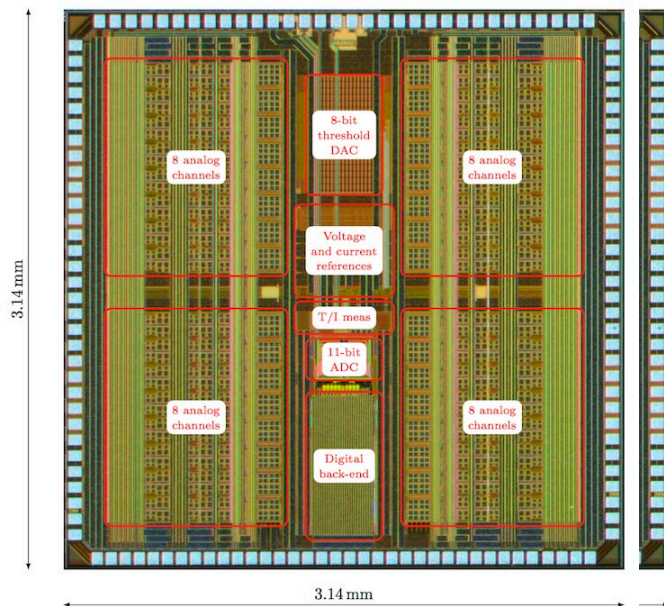 8-bit
threshold
DAC
8 analog
channels
8 analog
channels
Voltage
and current
references
3.14 mm
T/I meas
11-bit
ADC
8 analog
channels
8 analog
channels
Digital
back-end
3.14 mm